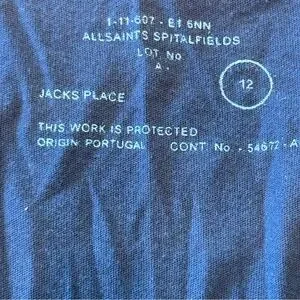 1-11-607 - E1 6NN
ALLSAINTS SPITALFIELDS
LOT. No
A -
12
JACKS PLACE
THIS WORK IS PROTECTED
ORIGIN: PORTUGAL CONT. No. - 54672 - A